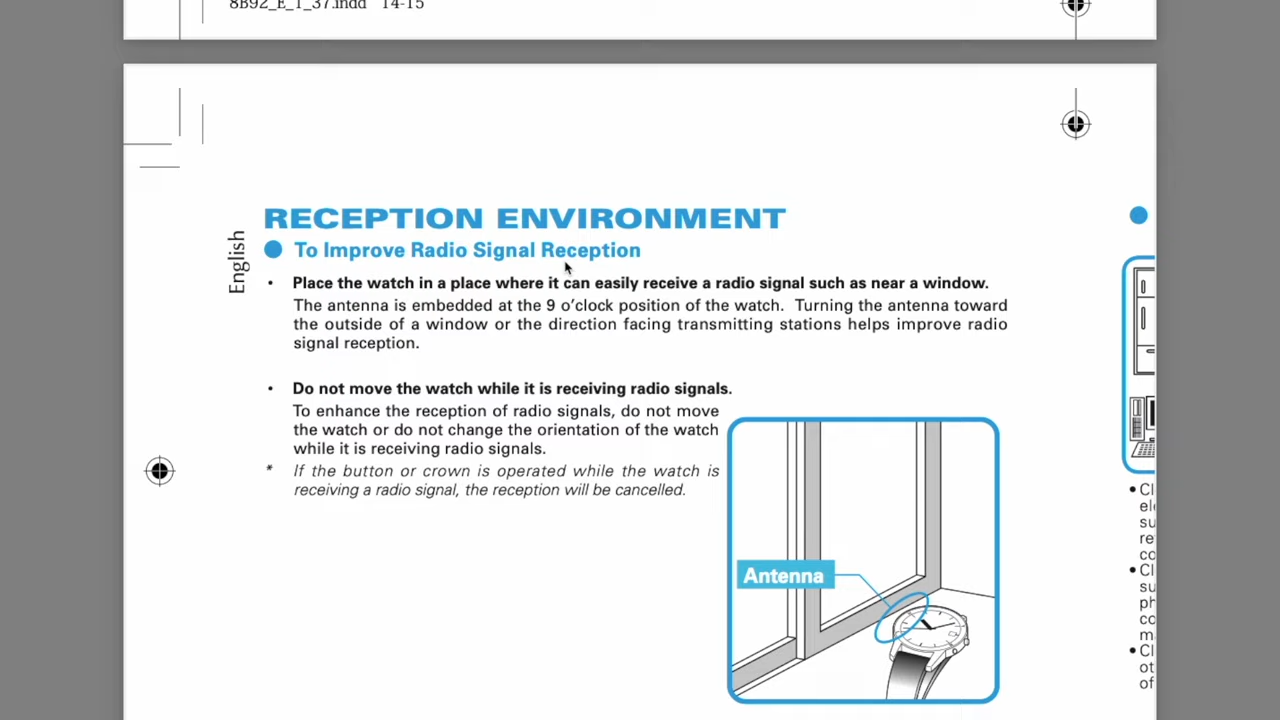 8B92_E_1_37.indd 14-15
English
RECEPTION ENVIRONMENT
● To Improve Radio Signal Reception
• Place the watch in a place where it can easily receive a radio signal such as near a window.
The antenna is embedded at the 9 o'clock position of the watch. Turning the antenna toward
the outside of a window or the direction facing transmitting stations helps improve radio
signal reception.
• Do not move the watch while it is receiving radio signals.
To enhance the reception of radio signals, do not move
the watch or do not change the orientation of the watch
while it is receiving radio signals.
* If the button or crown is operated while the watch is
receiving a radio signal, the reception will be cancelled.
Antenna